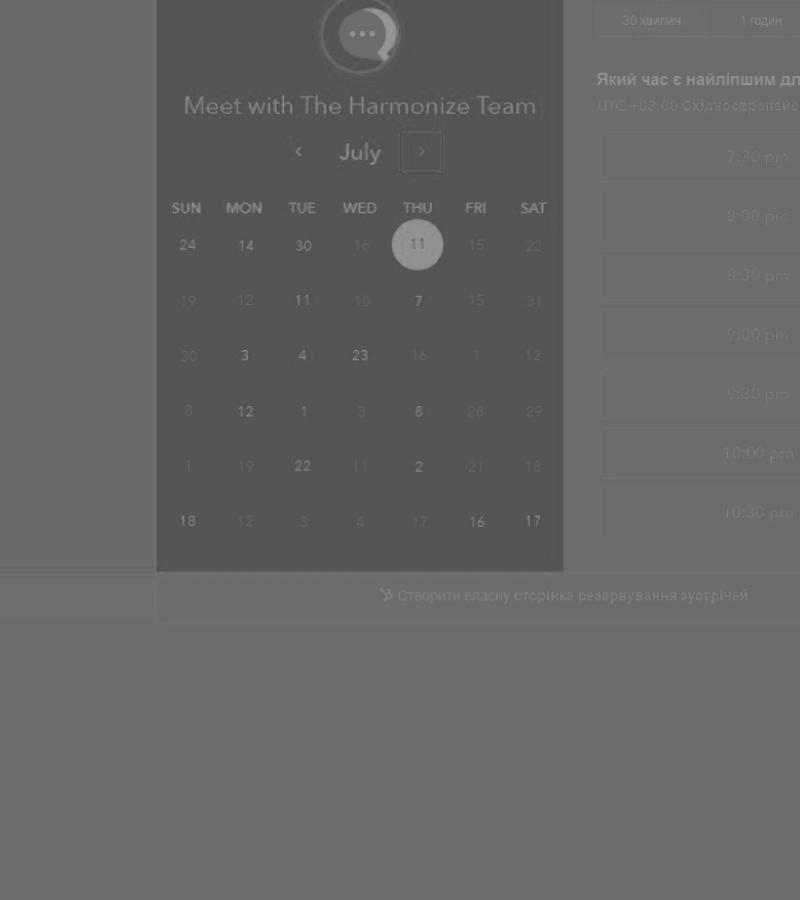 30 хвилин 1 годин
Meet with The Harmonize Team
Який час є найліпшим дл
UTC +03:00 Східноєвропейс
July
7:30 pm
SUN MON TUE WED THU FRI SAT
8:00 pm
24 14 30 16 11 15 22
8:30 pm
19 12 11 10 7 15 31
9:00 pm
30 3 4 23 16 1 12
9:30 pm
8 12 1 3 8 28 29
10:00 pm
1 19 22 11 2 21 18
10:30 pm
18 12 3 4 17 16 17
Створити власну сторінка резервування зустрічей